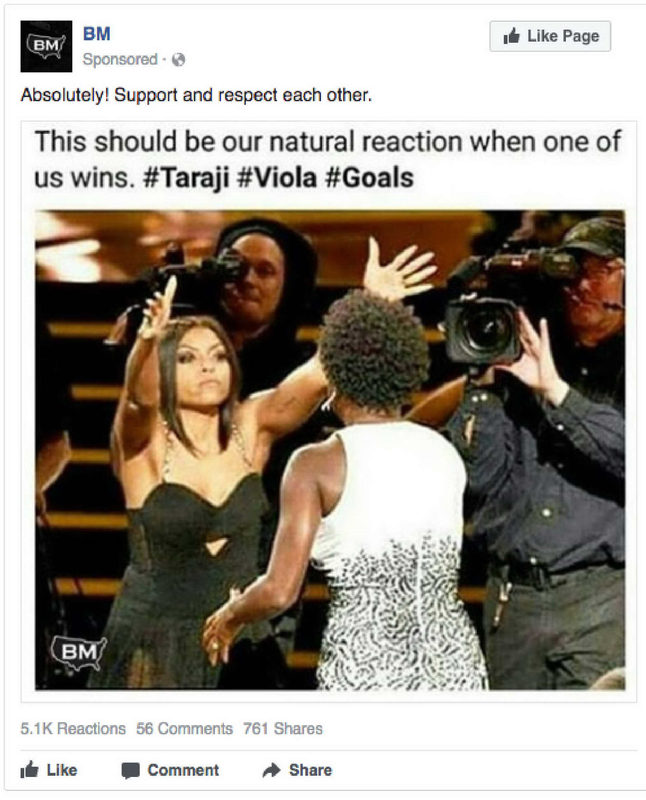 BM
BM
Like Page
Sponsored ·
Absolutely! Support and respect each other.
This should be our natural reaction when one of
us wins. #Taraji #Viola #Goals
BM
5.1K Reactions 56 Comments 761 Shares
Like Comment Share